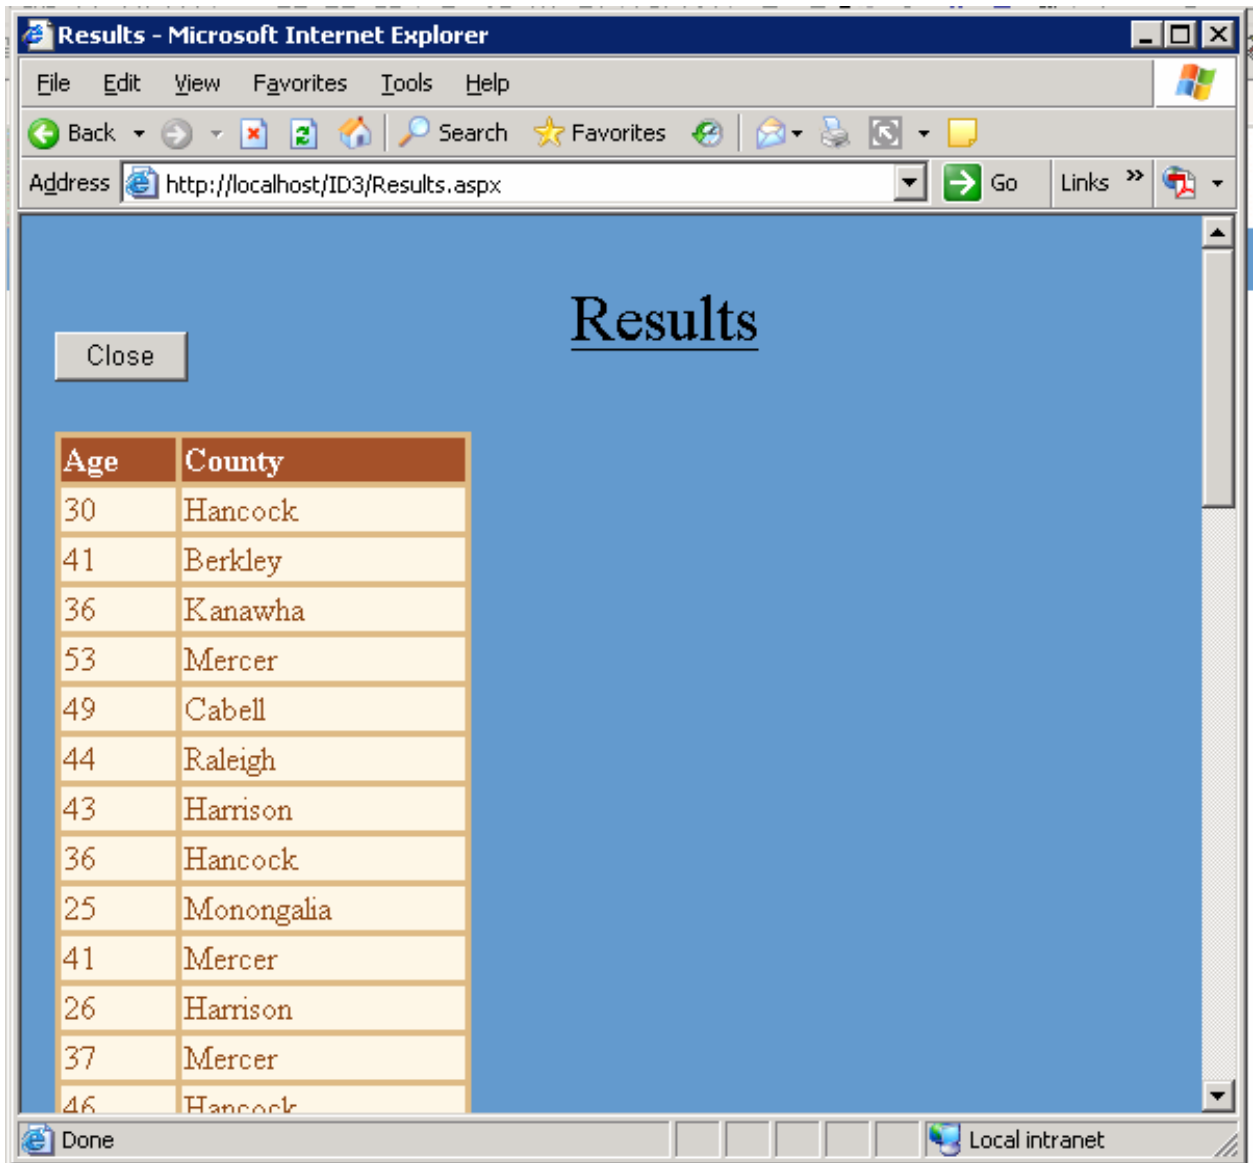 Results - Microsoft Internet Explorer
File Edit View Favorites Tools Help
Back Search Favorites
Address http://localhost/ID3/Results.aspx Go Links »
Results
Close
Age County
30 Hancock
41 Berkley
36 Kanawha
53 Mercer
49 Cabell
44 Raleigh
43 Harrison
36 Hancock
25 Monongalia
41 Mercer
26 Harrison
37 Mercer
46 Hancock
Done Local intranet